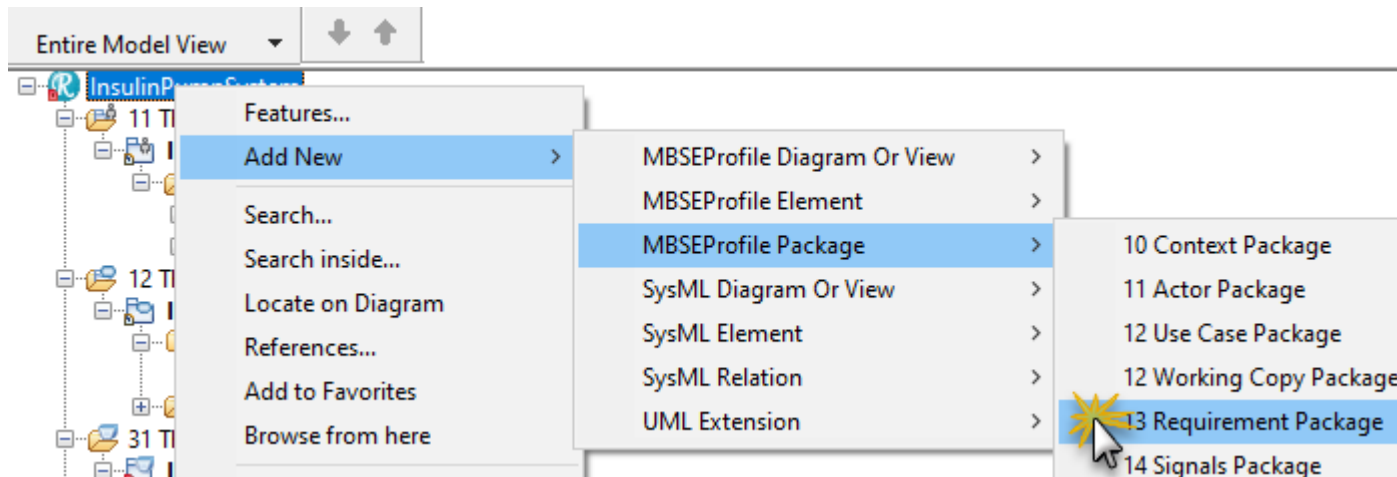 Entire Model View
InsulinPumpSystem
11 Th
Features...
Add New >
MBSEProfile Diagram Or View >
MBSEProfile Element >
Search...
MBSEProfile Package >
10 Context Package
Search inside...
12 Th
SysML Diagram Or View >
11 Actor Package
Locate on Diagram
SysML Element >
12 Use Case Package
References...
SysML Relation >
12 Working Copy Package
Add to Favorites
UML Extension >
13 Requirement Package
31 Th
Browse from here
14 Signals Package